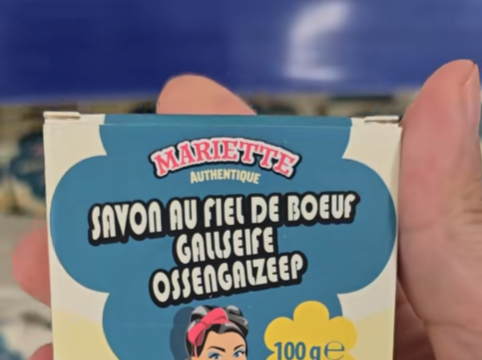 MARIETTE
AUTHENTIQUE
SAVON AU FIEL DE BOEUF
GALLSEIFE
OSSENGALZEEP
100 g ℮